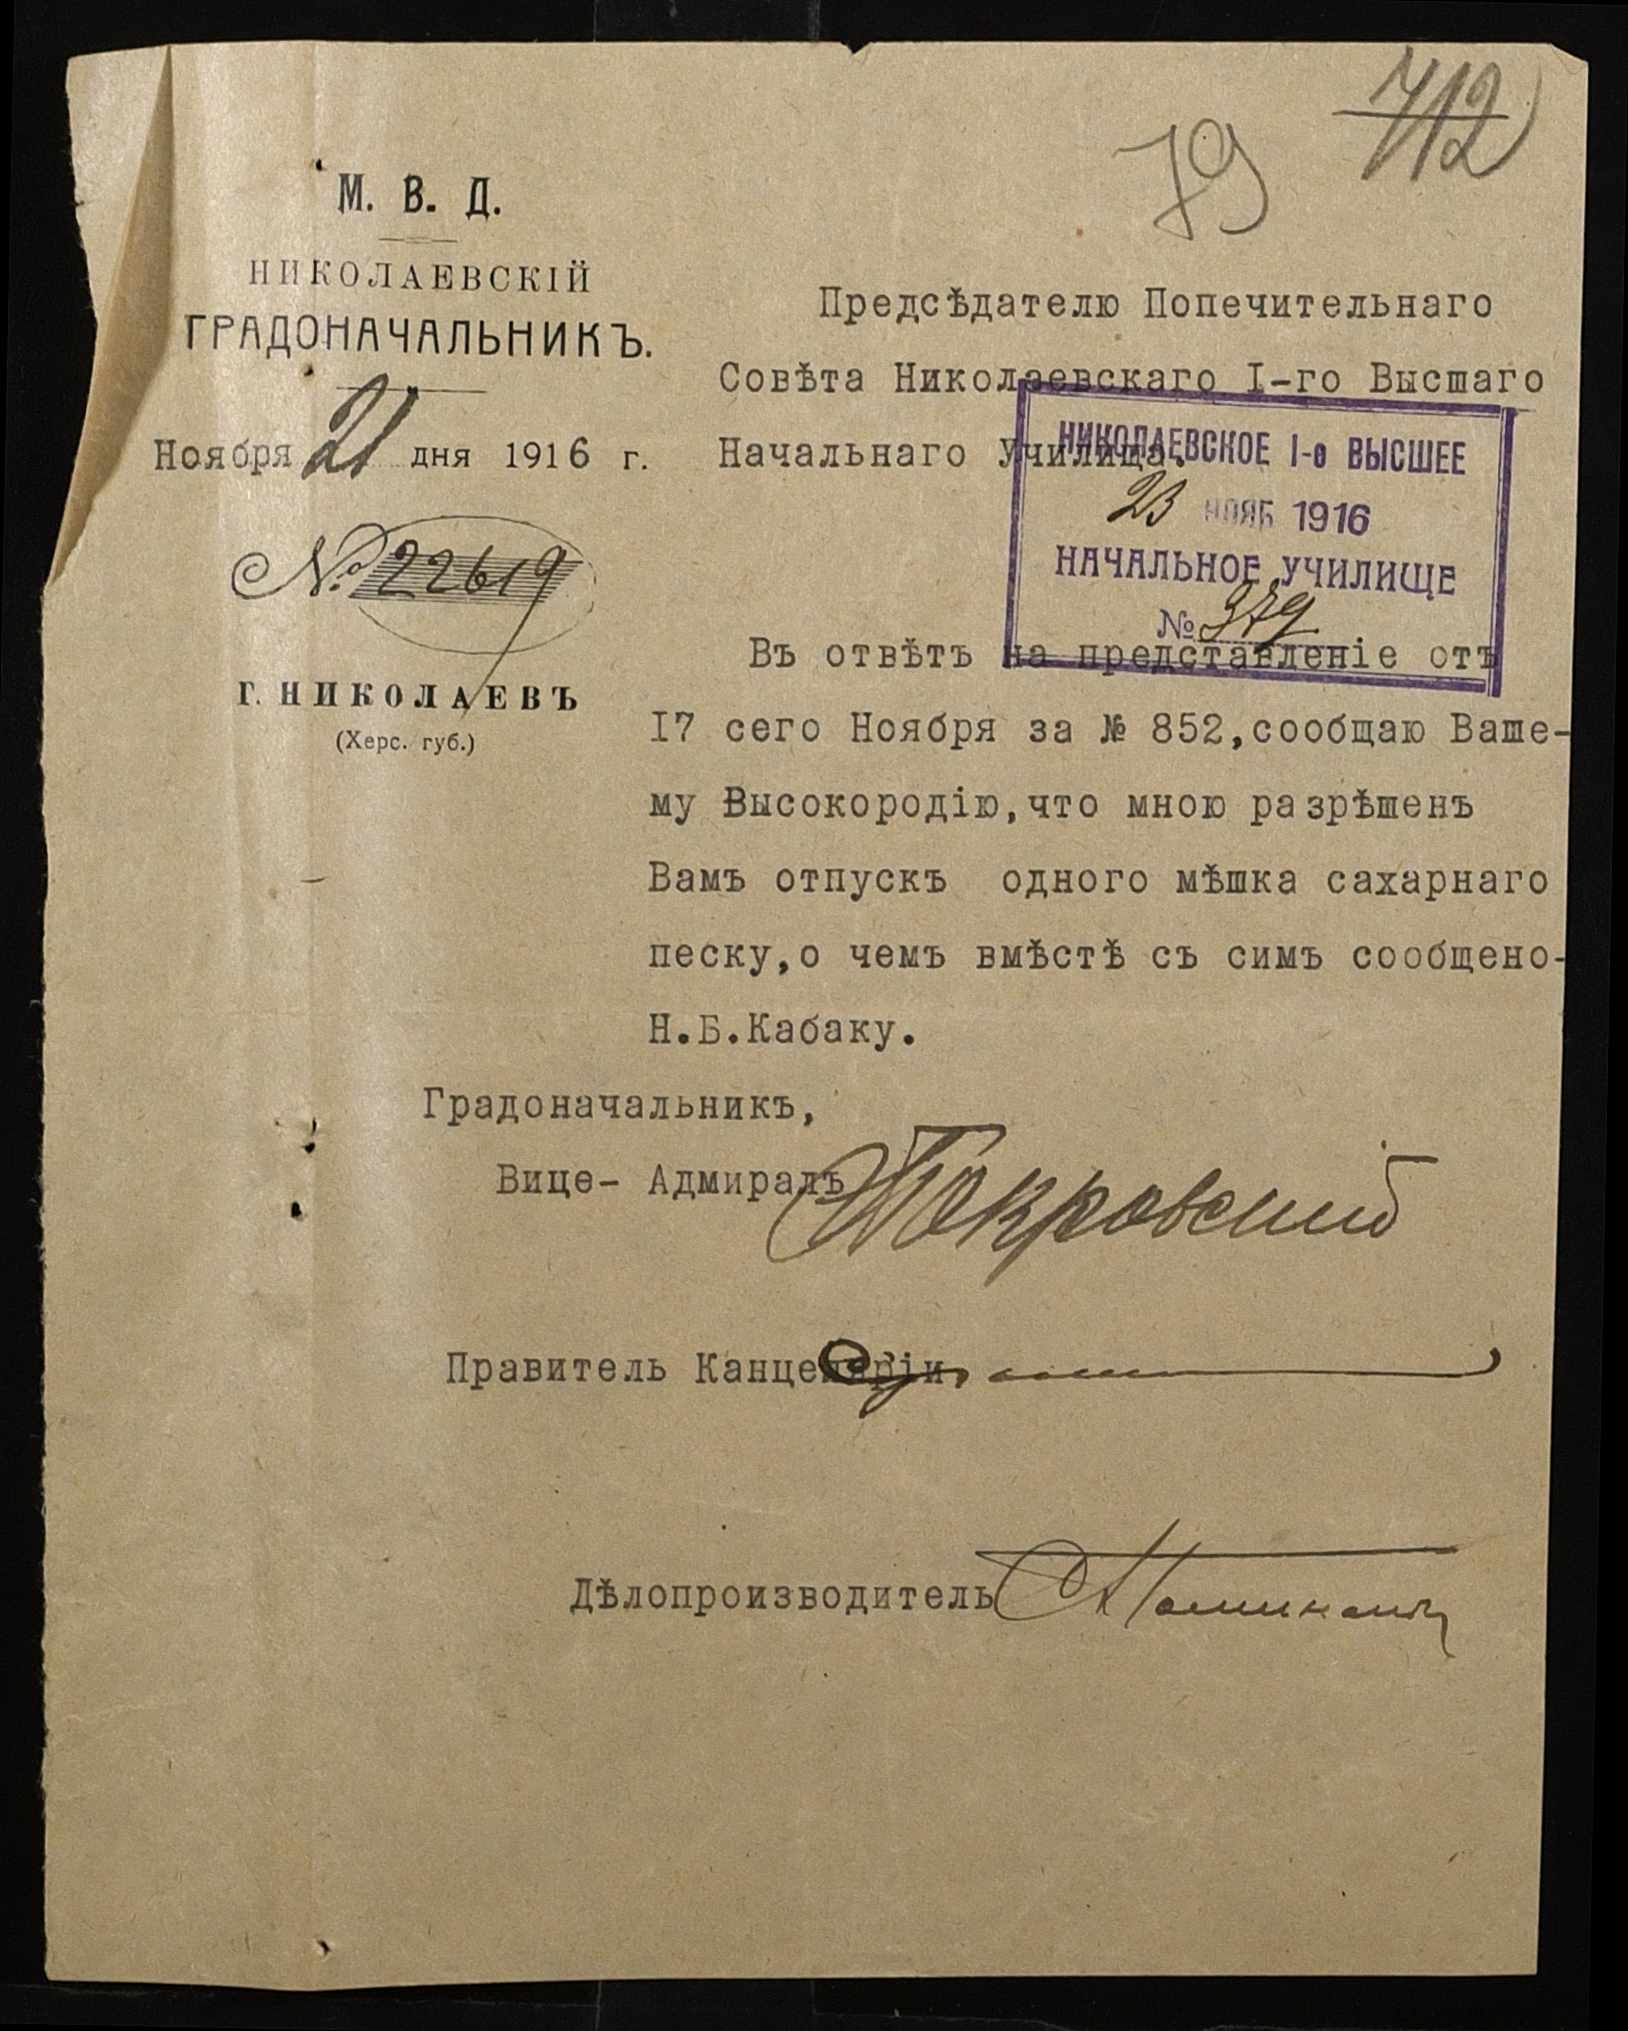 712
79
М. В. Д.
НИКОЛАЕВСКІЙ
ГРАДОНАЧАЛЬНИКЪ.
Ноября 21 дня 1916 г.
№ 22619
Г. НИКОЛАЕВЪ
(Херс. губ.)
Предсѣдателю Попечительнаго
Совѣта Николаевскаго I-го Высшаго
Начальнаго Училища.
НИКОЛАЕВСКОЕ I-е ВЫСШЕЕ
23 НОЯБ 1916
НАЧАЛЬНОЕ УЧИЛИЩЕ
№ 379
Въ отвѣтъ на представленіе отъ
I7 сего Ноября за № 852,сообщаю Ваше-
му Высокородію,что мною разрѣшенъ
Вамъ отпускъ одного мѣшка сахарнаго
песку,о чемъ вмѣстѣ съ симъ сообщено-
Н.Б.Кабаку.
Градоначальникъ,
Вице- Адмиралъ Покровский
Правитель Канцеляріи,
Дѣлопроизводитель